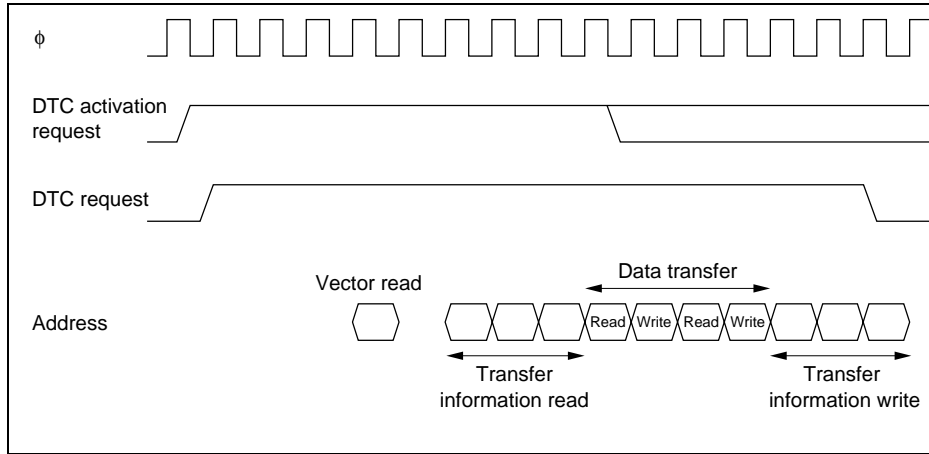 φ
DTC activation
request
DTC request
Address
Vector read
Data transfer
Read Write Read Write
Transfer
information read
Transfer
information write